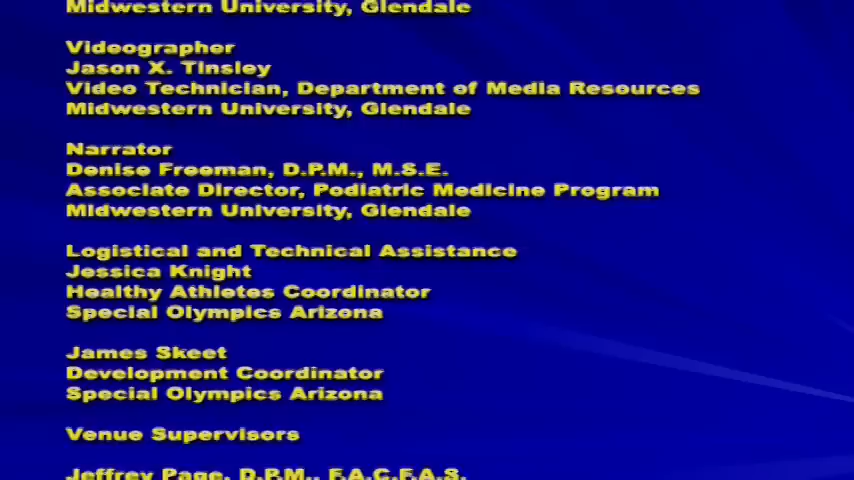 Midwestern University, Glendale
Videographer
Jason X. Tinsley
Video Technician, Department of Media Resources
Midwestern University, Glendale
Narrator
Denise Freeman, D.P.M., M.S.E.
Associate Director, Podiatric Medicine Program
Midwestern University, Glendale
Logistical and Technical Assistance
Jessica Knight
Healthy Athletes Coordinator
Special Olympics Arizona
James Skeet
Development Coordinator
Special Olympics Arizona
Venue Supervisors
Jeffrey Page, D.P.M., F.A.C.F.A.S.